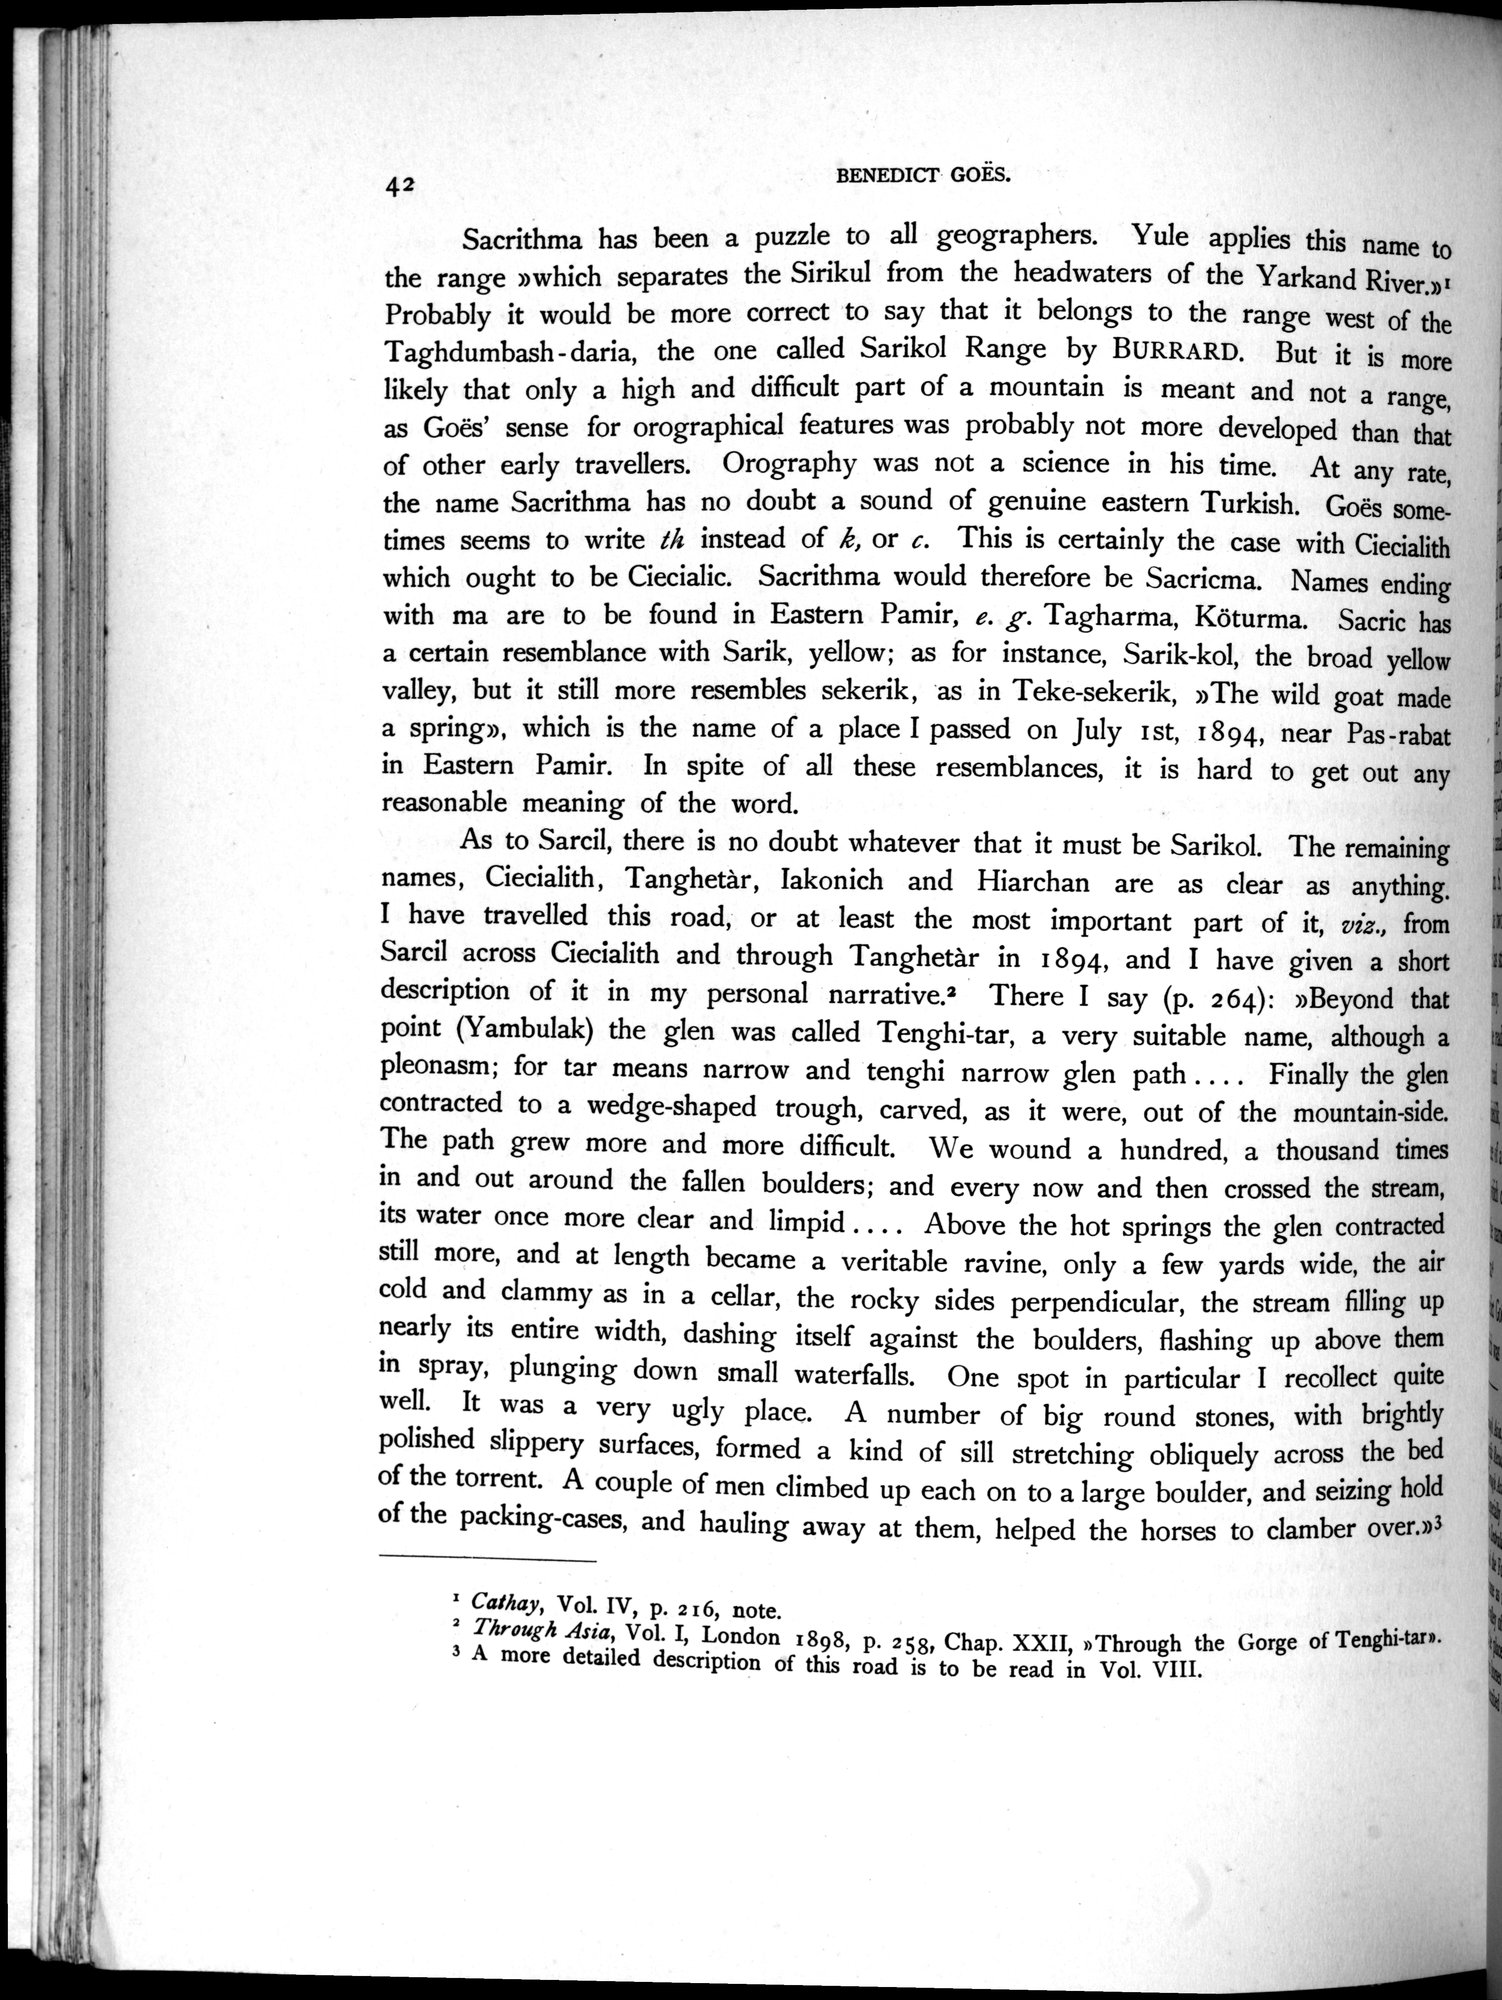 42
BENEDICT GOËS.
Sacrithma has been a puzzle to all geographers. Yule applies this name to
the range »which separates the Sirikul from the headwaters of the Yarkand River.»¹
Probably it would be more correct to say that it belongs to the range west of the
Taghdumbash-daria, the one called Sarikol Range by BURRARD. But it is more
likely that only a high and difficult part of a mountain is meant and not a range,
as Goës' sense for orographical features was probably not more developed than that
of other early travellers. Orography was not a science in his time. At any rate,
the name Sacrithma has no doubt a sound of genuine eastern Turkish. Goës some-
times seems to write th instead of k, or c. This is certainly the case with Ciecialith
which ought to be Ciecialic. Sacrithma would therefore be Sacricma. Names ending
with ma are to be found in Eastern Pamir, e. g. Tagharma, Köturma. Sacric has
a certain resemblance with Sarik, yellow; as for instance, Sarik-kol, the broad yellow
valley, but it still more resembles sekerik, as in Teke-sekerik, »The wild goat made
a spring», which is the name of a place I passed on July 1st, 1894, near Pas-rabat
in Eastern Pamir. In spite of all these resemblances, it is hard to get out any
reasonable meaning of the word.
As to Sarcil, there is no doubt whatever that it must be Sarikol. The remaining
names, Ciecialith, Tanghetàr, Iakonich and Hiarchan are as clear as anything.
I have travelled this road, or at least the most important part of it, viz., from
Sarcil across Ciecialith and through Tanghetàr in 1894, and I have given a short
description of it in my personal narrative.² There I say (p. 264): »Beyond that
point (Yambulak) the glen was called Tenghi-tar, a very suitable name, although a
pleonasm; for tar means narrow and tenghi narrow glen path.... Finally the glen
contracted to a wedge-shaped trough, carved, as it were, out of the mountain-side.
The path grew more and more difficult. We wound a hundred, a thousand times
in and out around the fallen boulders; and every now and then crossed the stream,
its water once more clear and limpid.... Above the hot springs the glen contracted
still more, and at length became a veritable ravine, only a few yards wide, the air
cold and clammy as in a cellar, the rocky sides perpendicular, the stream filling up
nearly its entire width, dashing itself against the boulders, flashing up above them
in spray, plunging down small waterfalls. One spot in particular I recollect quite
well. It was a very ugly place. A number of big round stones, with brightly
polished slippery surfaces, formed a kind of sill stretching obliquely across the bed
of the torrent. A couple of men climbed up each on to a large boulder, and seizing hold
of the packing-cases, and hauling away at them, helped the horses to clamber over.»³
¹ Cathay, Vol. IV, p. 216, note.
² Through Asia, Vol. I, London 1898, p. 258, Chap. XXII, »Through the Gorge of Tenghi-tar».
³ A more detailed description of this road is to be read in Vol. VIII.